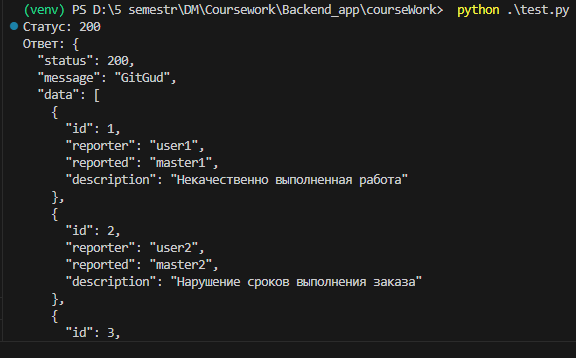 (venv) PS D:\5 semestr\DM\Coursework\Backend_app\courseWork>  python .\test.py
Статус: 200
Ответ: {
  "status": 200,
  "message": "GitGud",
  "data": [
    {
      "id": 1,
      "reporter": "user1",
      "reported": "master1",
      "description": "Некачественно выполненная работа"
    },
    {
      "id": 2,
      "reporter": "user2",
      "reported": "master2",
      "description": "Нарушение сроков выполнения заказа"
    },
    {
      "id": 3,